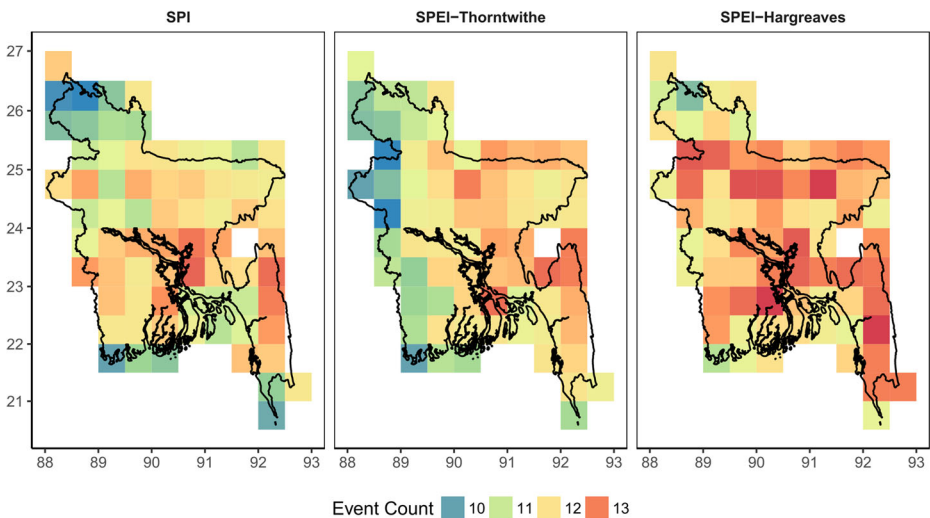 SPI SPEI−Thorntwithe SPEI−Hargreaves
27
26
25
24
23
22
21
88 89 90 91 92 93 88 89 90 91 92 93 88 89 90 91 92 93
Event Count 10 11 12 13